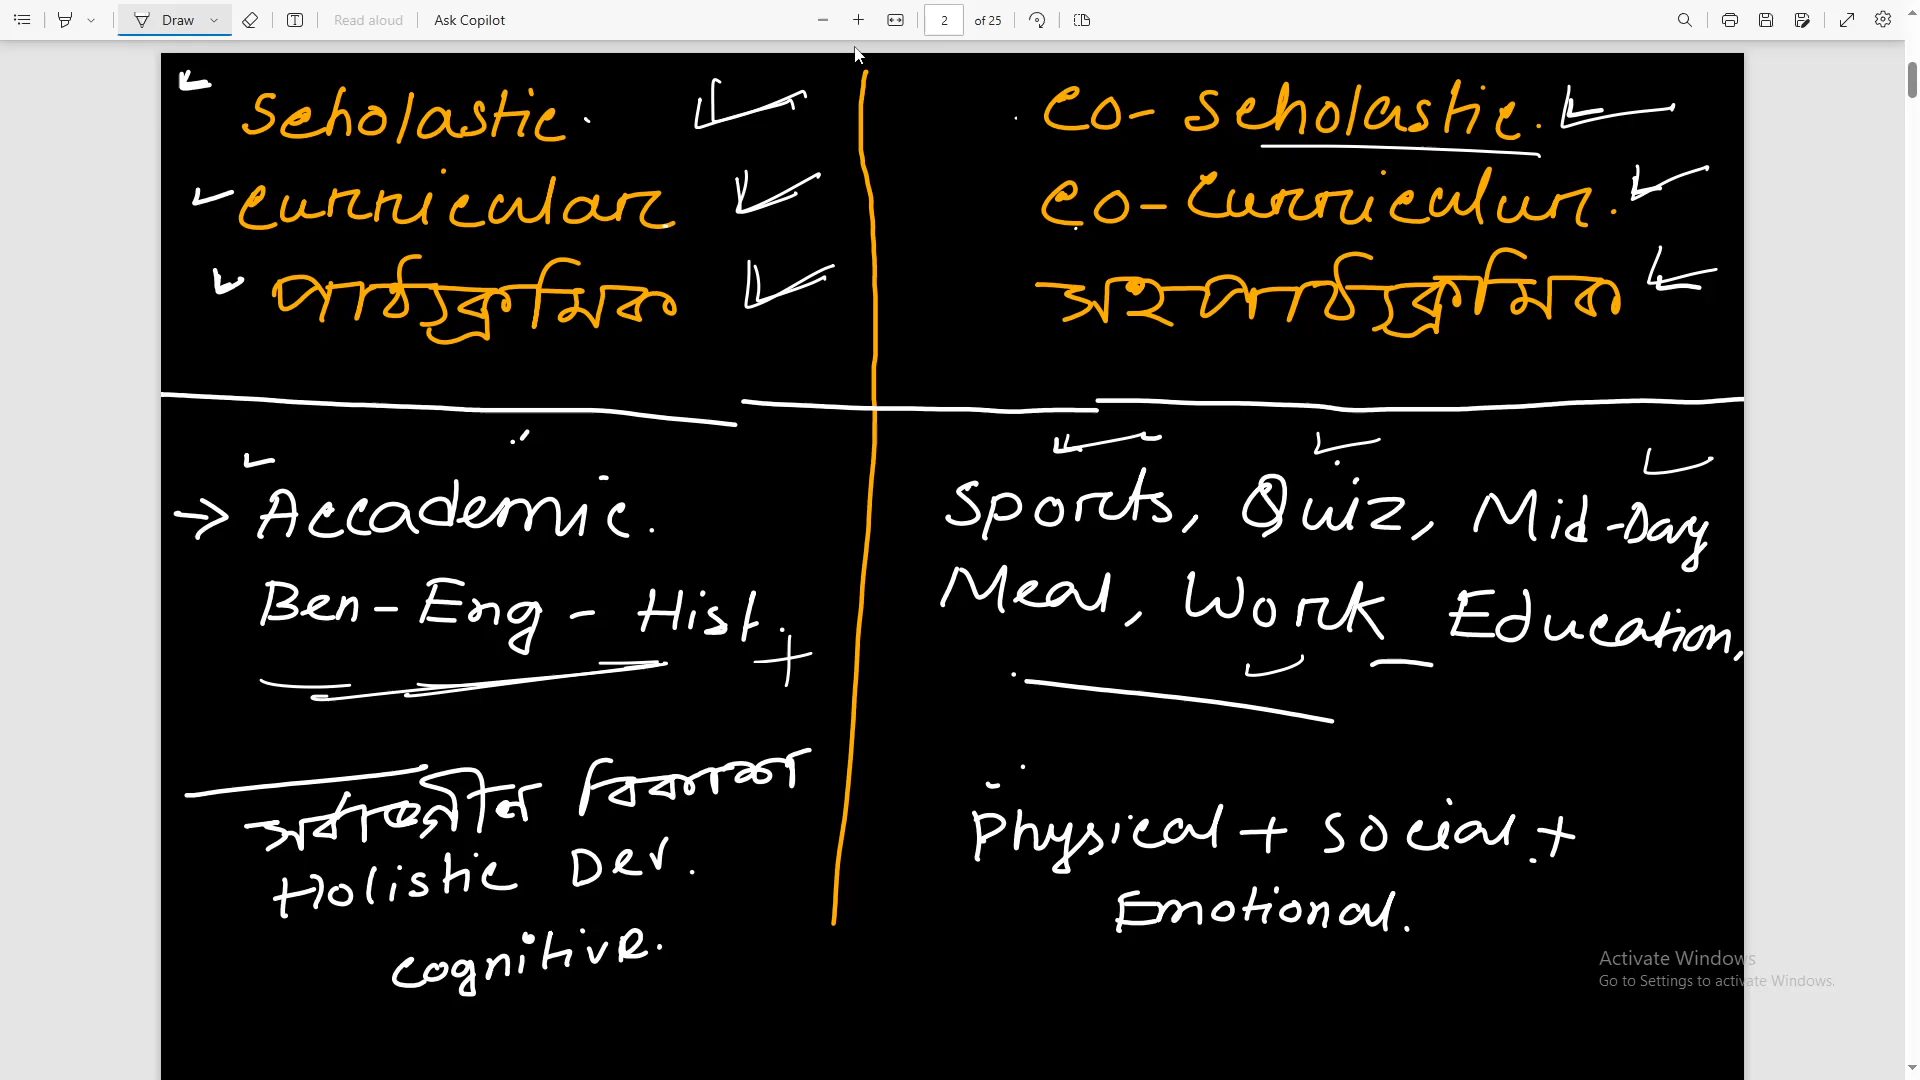 Draw
Read aloud
Ask Copilot
2 of 25
Scholastic.
Curricular
পাঠ্যক্রমিক
Co-Scholastic.
Co-Curricular.
সহপাঠ্যক্রমিক
→ Accademic.
Ben-Eng-Hist.
+
Holistic Dev.
cognitive.
Sports, Quiz, Mid-Day
Meal, Work Education,
Physical + Social +
Emotional.
Activate Windows
Go to Settings to activate Windows.